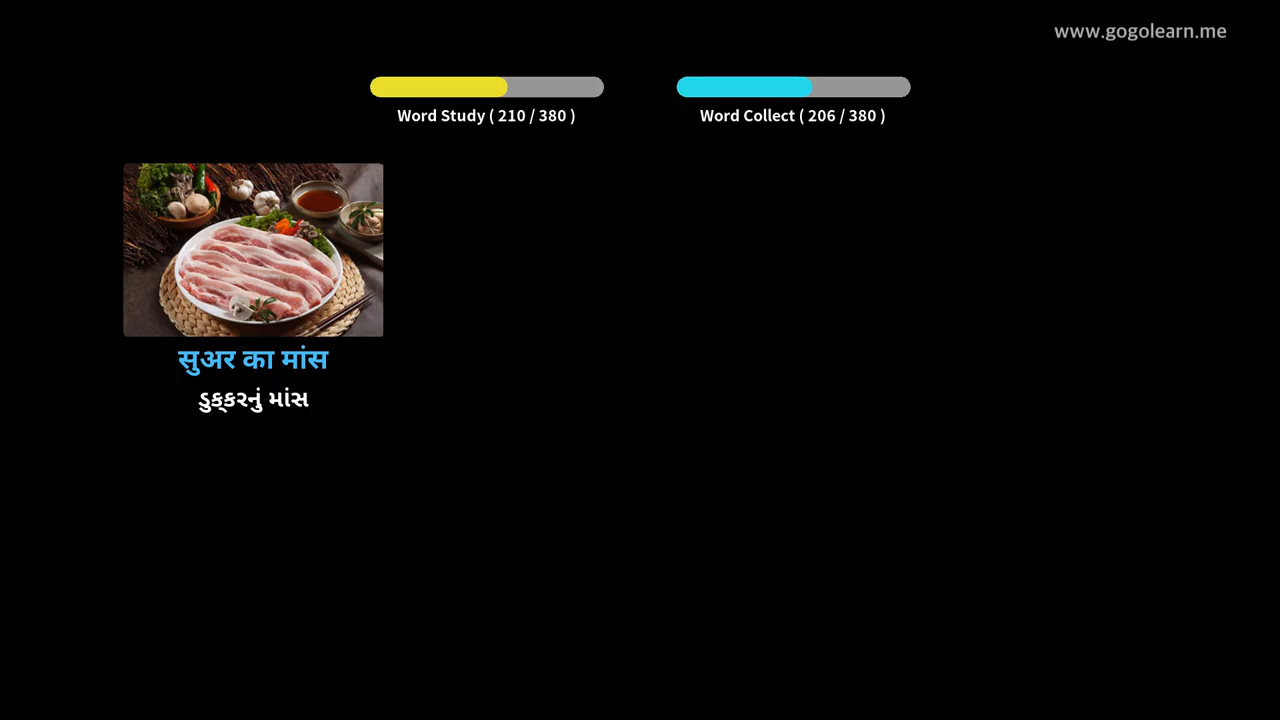 www.gogolearn.me
Word Study ( 210 / 380 )
Word Collect ( 206 / 380 )
सुअर का मांस
ડુક્કરનું માંસ